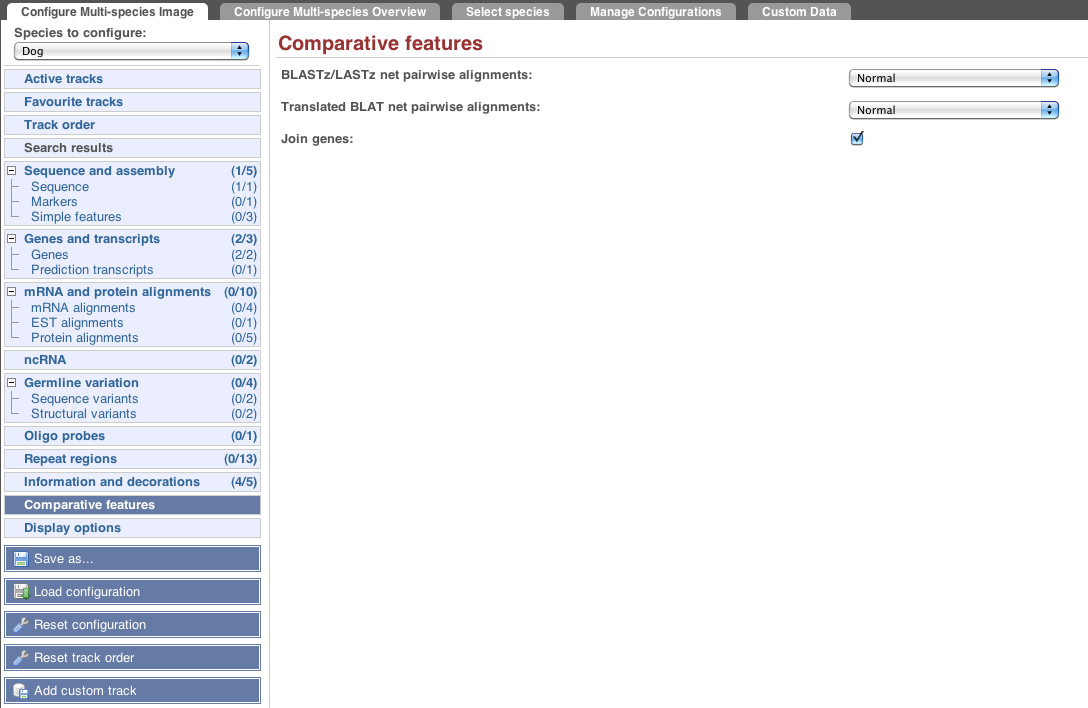 Configure Multi-species Image Configure Multi-species Overview Select species Manage Configurations Custom Data
Species to configure:
Dog
Active tracks
Favourite tracks
Track order
Search results
Sequence and assembly (1/5)
Sequence (1/1)
Markers (0/1)
Simple features (0/3)
Genes and transcripts (2/3)
Genes (2/2)
Prediction transcripts (0/1)
mRNA and protein alignments (0/10)
mRNA alignments (0/4)
EST alignments (0/1)
Protein alignments (0/5)
ncRNA (0/2)
Germline variation (0/4)
Sequence variants (0/2)
Structural variants (0/2)
Oligo probes (0/1)
Repeat regions (0/13)
Information and decorations (4/5)
Comparative features
Display options
Save as...
Load configuration
Reset configuration
Reset track order
Add custom track
Comparative features
BLASTz/LASTz net pairwise alignments: Normal
Translated BLAT net pairwise alignments: Normal
Join genes: